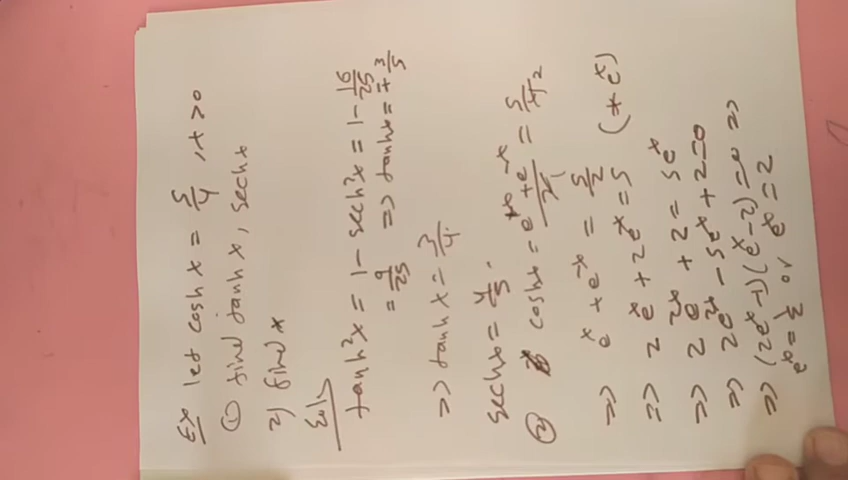 Ex let cosh x = 5/4, x > 0
① find tanh x, sech x
2) find x
Sol\
tanh²x = 1 - sech²x = 1 - 16/25
= 9/25 => tanh x = ± 3/5
=> tanh x = 3/4
sech x = 4/5.
② cosh x = e^x + e^-x / 2 = 5/4
=> e^x + e^-x = 5/2
=> 2e^x + 2e^-x = 5 (* e^x)
=> 2e^2x + 2 = 5e^x
=> 2e^2x - 5e^x + 2 = 0
=> (2e^x - 1)(e^x - 2) = 0 =>
e^x = 1/2 or e^x = 2